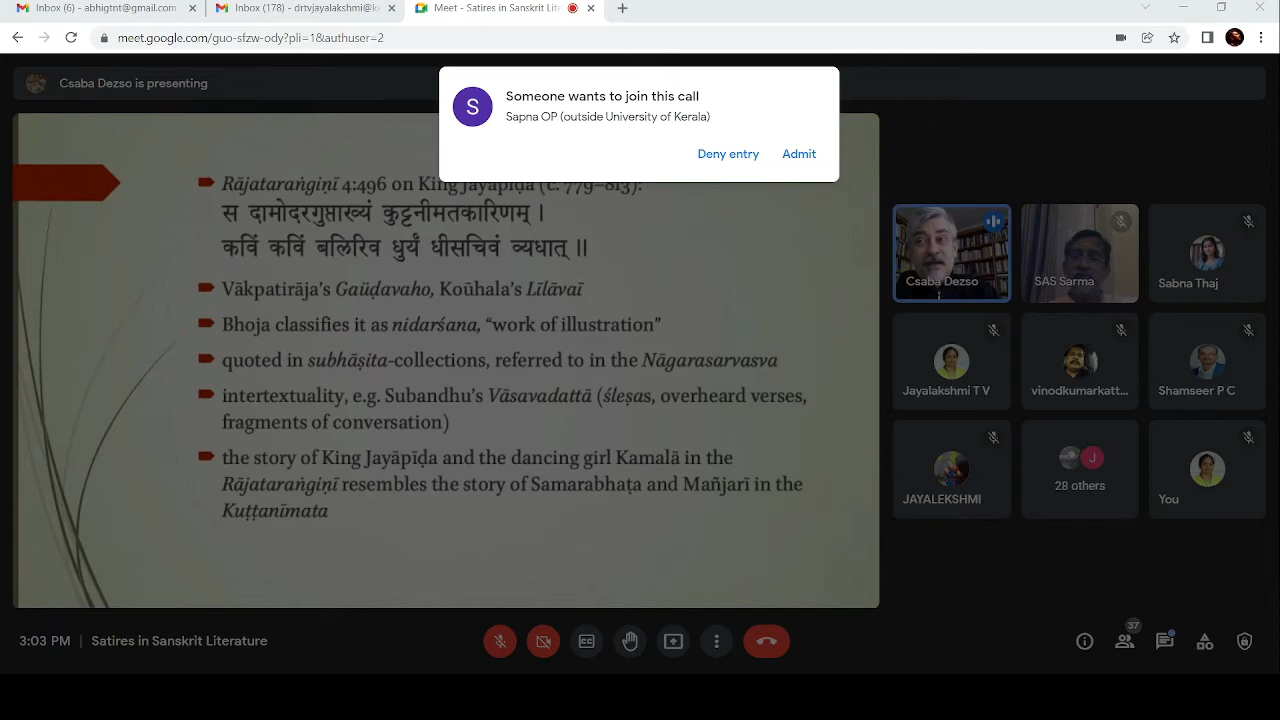 Inbox (6) - abhigtnt@gmail.com
Inbox (178) - drtvjayalakshmi@ke
Meet - Satires in Sanskrit Lite
meet.google.com/guo-sfzw-ody?pli=1&authuser=2
Csaba Dezso is presenting
Someone wants to join this call
S
Sapna OP (outside University of Kerala)
Deny entry Admit
Rājataraṅgiṇī 4:496 on King Jayāpīḍa (c. 779–813):
स दामोदरगुप्ताख्यं कुट्टनीमतकारिणम् ।
कविं कविं बलिरिव धुर्यं धीसचिवं व्यधात् ॥
Vākpatirāja’s Gaüḍavaho, Koūhala’s Līlāvaī
Bhoja classifies it as nidarśana, “work of illustration”
quoted in subhāṣita-collections, referred to in the Nāgarasarvasva
intertextuality, e.g. Subandhu’s Vāsavadattā (śleṣas, overheard verses,
fragments of conversation)
the story of King Jayāpīḍa and the dancing girl Kamalā in the
Rājataraṅgiṇī resembles the story of Samarabhaṭa and Mañjarī in the
Kuṭṭanīmata
Csaba Dezso
SAS Sarma
Sabna Thaj
Jayalakshmi T V
vinodkumarkatt...
Shamseer P C
JAYALEKSHMI
J
28 others
You
3:03 PM | Satires in Sanskrit Literature
CC
37